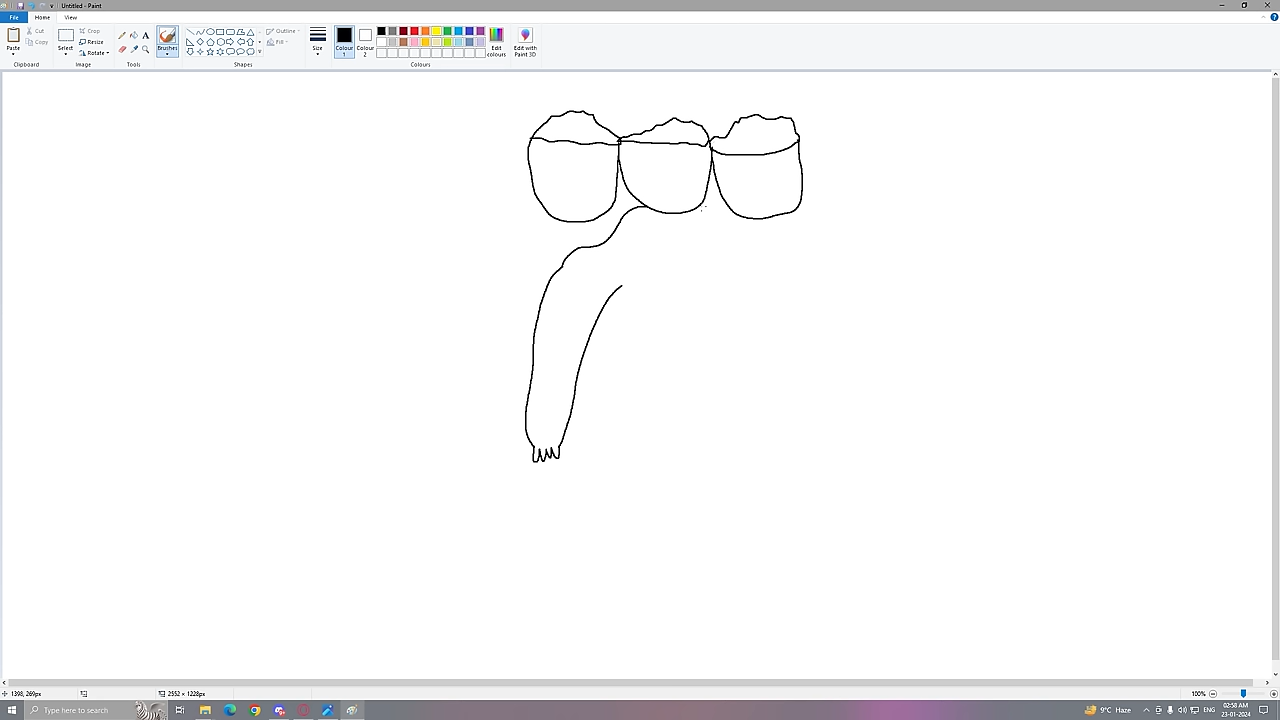 Untitled - Paint
File Home View
Cut Crop Outline
Copy Resize Fill
Paste Select Rotate Brushes Size Colour 1 Colour 2 Edit colours Edit with Paint 3D
Clipboard Image Tools Shapes Colours
1398, 269px 2552 × 1228px 100%
Type here to search 9°C Haze ENG 02:58 AM
23-01-2024